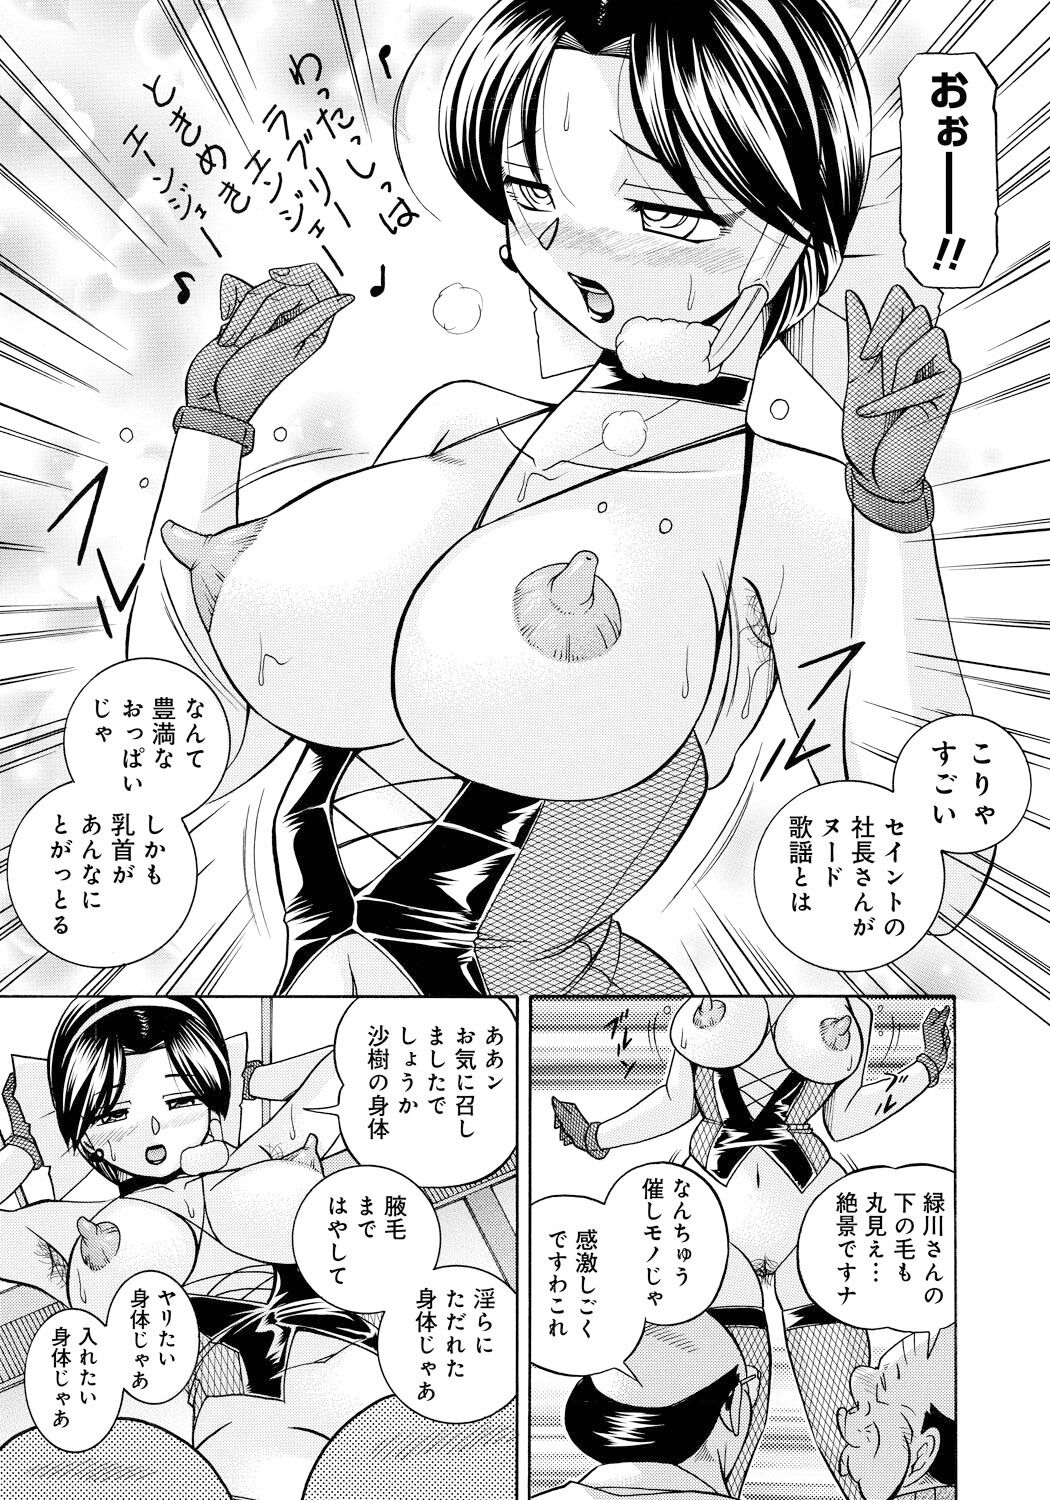 おぉーー!!
わたしっは
ラブリー
エンジェー
ときめき
エーンジェー
こりゃ
すごい
セイントの
社長さんが
ヌード
歌謡とは
なんて
豊満な
おっぱい
じゃ
しかも
乳首が
あんなに
とがっとる
緑川さんの
下の毛も
丸見え…
絶景ですナ
なんちゅう
催しモノじゃ
感激しごく
ですわこれ
ああン
お気に召し
ましたで
しょうか
沙樹の身体
腋毛
まで
はやして
淫らに
ただれた
身体じゃあ
ヤりたい
身体じゃあ
入れたい
身体じゃあ